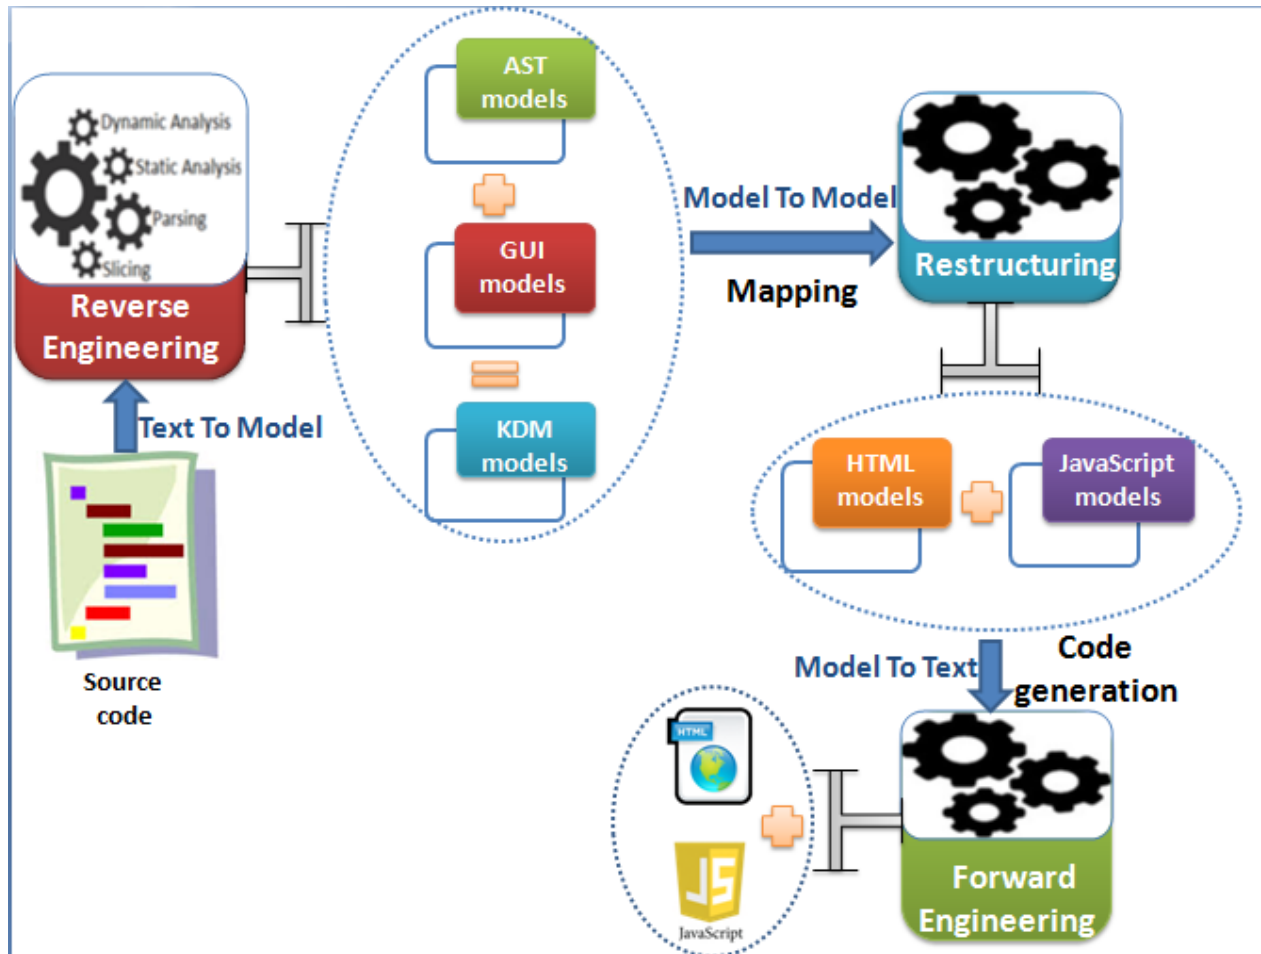 Dynamic Analysis
Static Analysis
Parsing
Slicing
Reverse
Engineering
Text To Model
Source
code
AST
models
GUI
models
KDM
models
Model To Model
Mapping
Restructuring
HTML
models
JavaScript
models
Model To Text
Code
generation
HTML
JS
JavaScript
Forward
Engineering